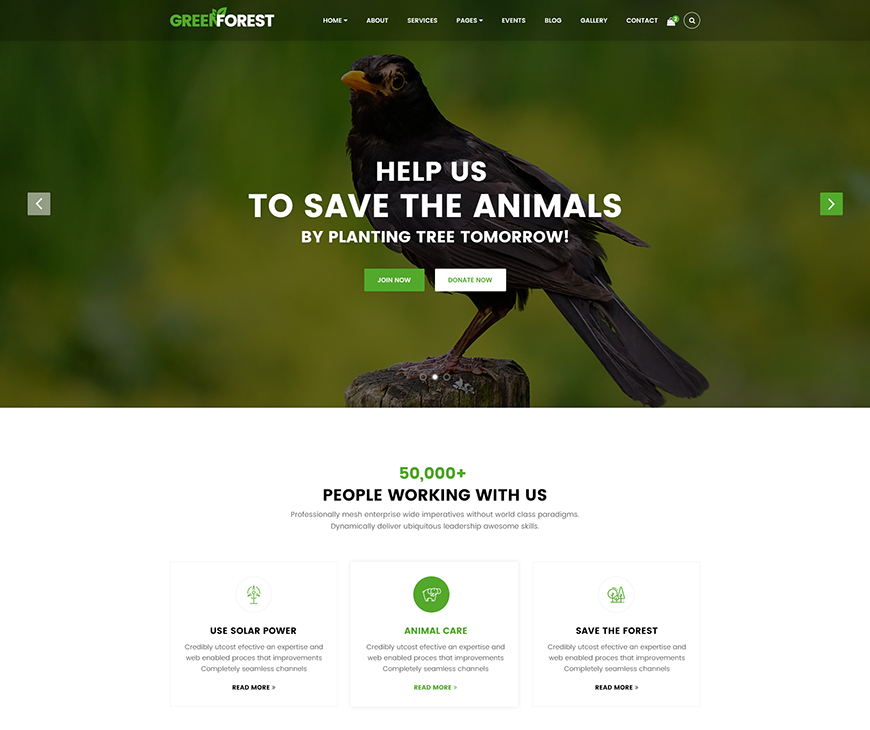 GREENFOREST
HOME ABOUT SERVICES PAGES EVENTS BLOG GALLERY CONTACT
HELP US
TO SAVE THE ANIMALS
BY PLANTING TREE TOMORROW!
JOIN NOW DONATE NOW
50,000+
PEOPLE WORKING WITH US
Professionally mesh enterprise wide imperatives without world class paradigms.
Dynamically deliver ubiquitous leadership awesome skills.
USE SOLAR POWER
Credibly utcost efective an expertise and
web enabled proces that improvements
Completely seamless channels
READ MORE »
ANIMAL CARE
Credibly utcost efective an expertise and
web enabled proces that improvements
Completely seamless channels
READ MORE »
SAVE THE FOREST
Credibly utcost efective an expertise and
web enabled proces that improvements
Completely seamless channels
READ MORE »